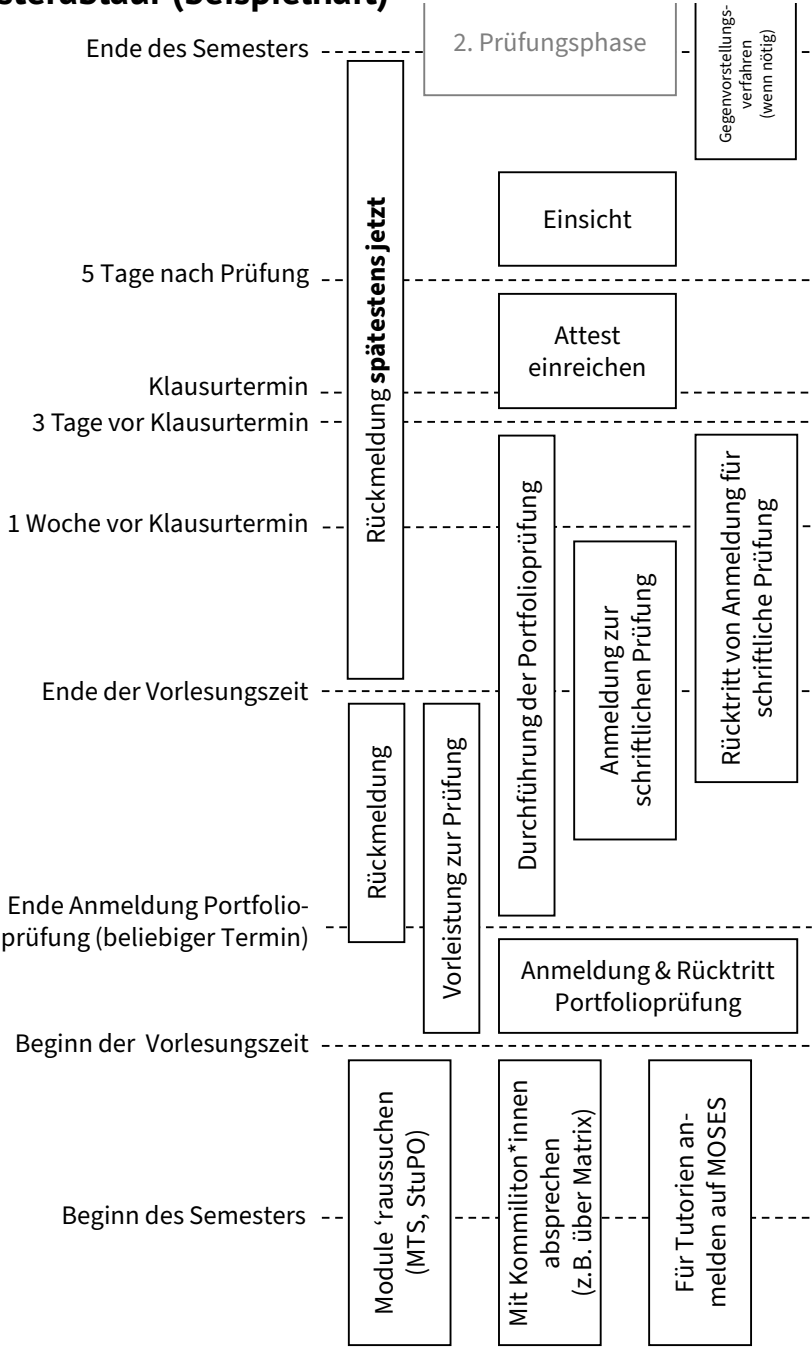 (Beispielhaft)
Ende des Semesters
2. Prüfungsphase
Gegenvorstellungs-
verfahren
(wenn nötig)
Einsicht
5 Tage nach Prüfung
Rückmeldung spätestens jetzt
Attest
einreichen
Klausurtermin
3 Tage vor Klausurtermin
1 Woche vor Klausurtermin
Durchführung der Portfolioprüfung
Anmeldung zur
schriftlichen Prüfung
Rücktritt von Anmeldung für
schriftliche Prüfung
Ende der Vorlesungszeit
Rückmeldung
Vorleistung zur Prüfung
Ende Anmeldung Portfolio-
prüfung (beliebiger Termin)
Anmeldung & Rücktritt
Portfolioprüfung
Beginn der Vorlesungszeit
Module ‘raussuchen
(MTS, StuPO)
Mit Kommiliton*innen
absprechen
(z.B. über Matrix)
Für Tutorien an-
melden auf MOSES
Beginn des Semesters